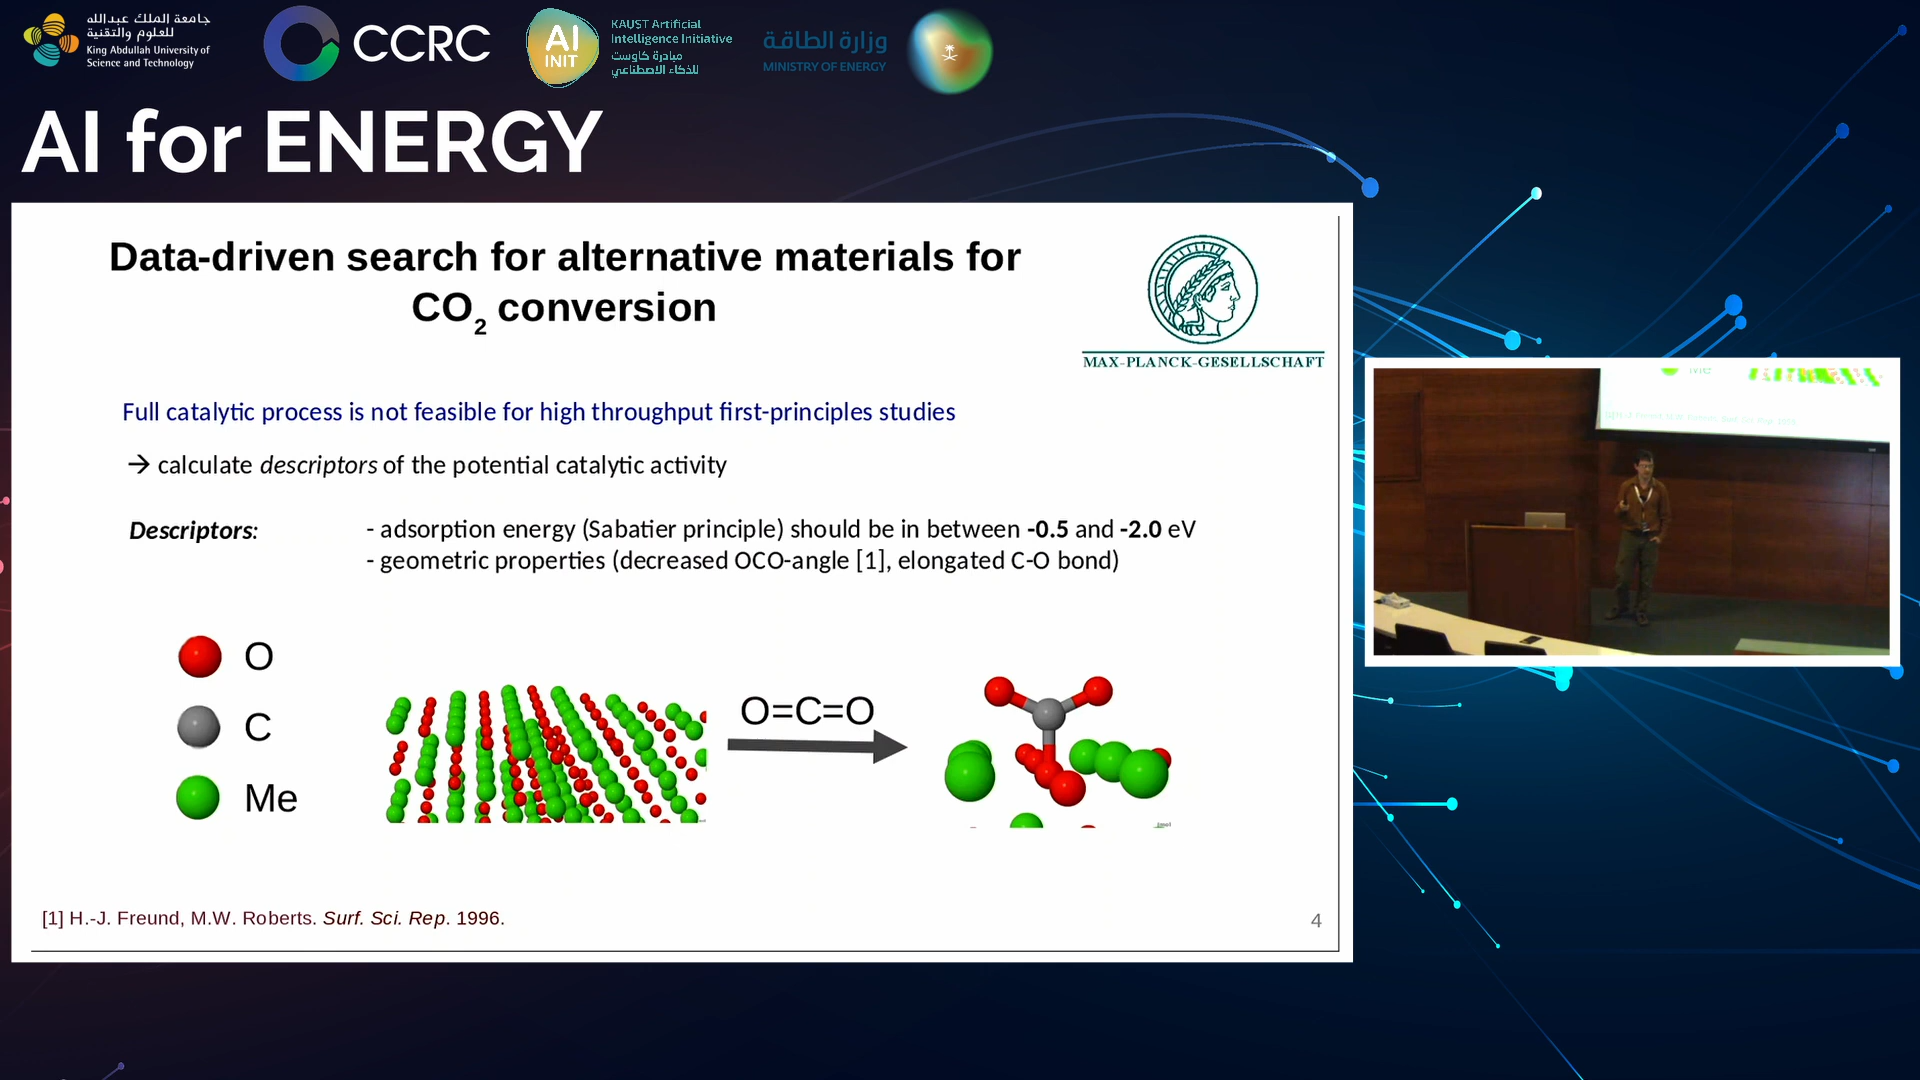 جامعة الملك عبدالله
للعلوم والتقنية
King Abdullah University of
Science and Technology
CCRC
AI
INIT
KAUST Artificial
Intelligence Initiative
مبادرة كاوست
للذكاء الاصطناعي
وزارة الطاقة
MINISTRY OF ENERGY
AI for ENERGY
Data-driven search for alternative materials for
CO2 conversion
MAX-PLANCK-GESELLSCHAFT
Full catalytic process is not feasible for high throughput first-principles studies
→ calculate descriptors of the potential catalytic activity
Descriptors:
- adsorption energy (Sabatier principle) should be in between -0.5 and -2.0 eV
- geometric properties (decreased OCO-angle [1], elongated C-O bond)
O
C
Me
O=C=O
[1] H.-J. Freund, M.W. Roberts. Surf. Sci. Rep. 1996.
4
Me